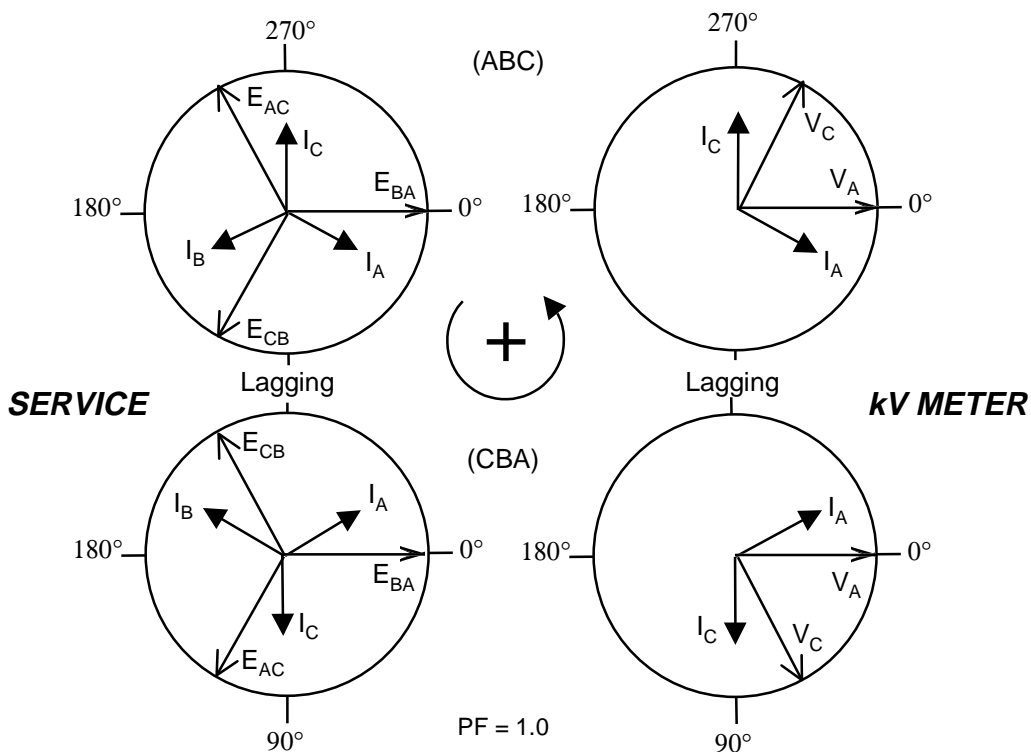 270°
(ABC)
270°
E_AC
I_C
E_BA
180°
0°
I_B
I_A
E_CB
I_C
V_C
V_A
180°
0°
I_A
+
SERVICE
Lagging
Lagging
kV METER
(CBA)
E_CB
I_B
I_A
180°
0°
E_BA
I_C
E_AC
90°
I_A
180°
0°
V_A
I_C
V_C
90°
PF = 1.0